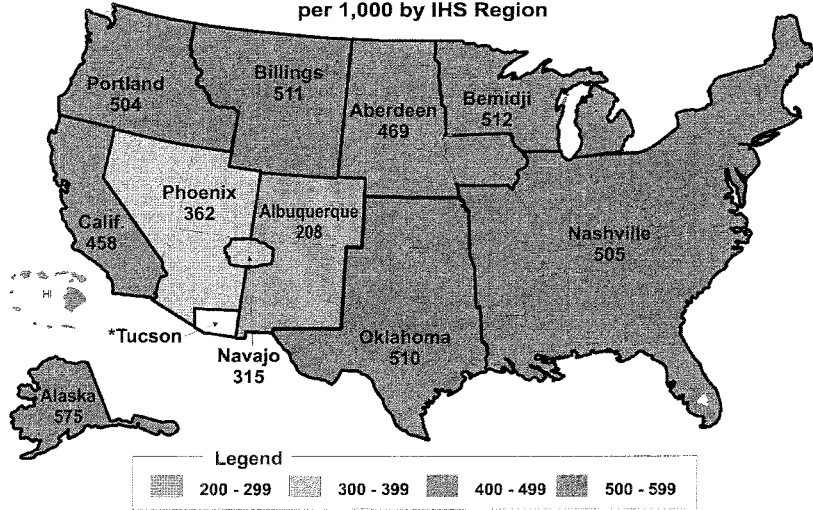 per 1,000 by IHS Region
Portland
504
Billings
511
Aberdeen
469
Bemidji
512
Phoenix
362
Albuquerque
208
Calif.
458
Nashville
505
HI
*Tucson
Navajo
315
Oklahoma
510
Alaska
575
Legend
200 - 299
300 - 399
400 - 499
500 - 599